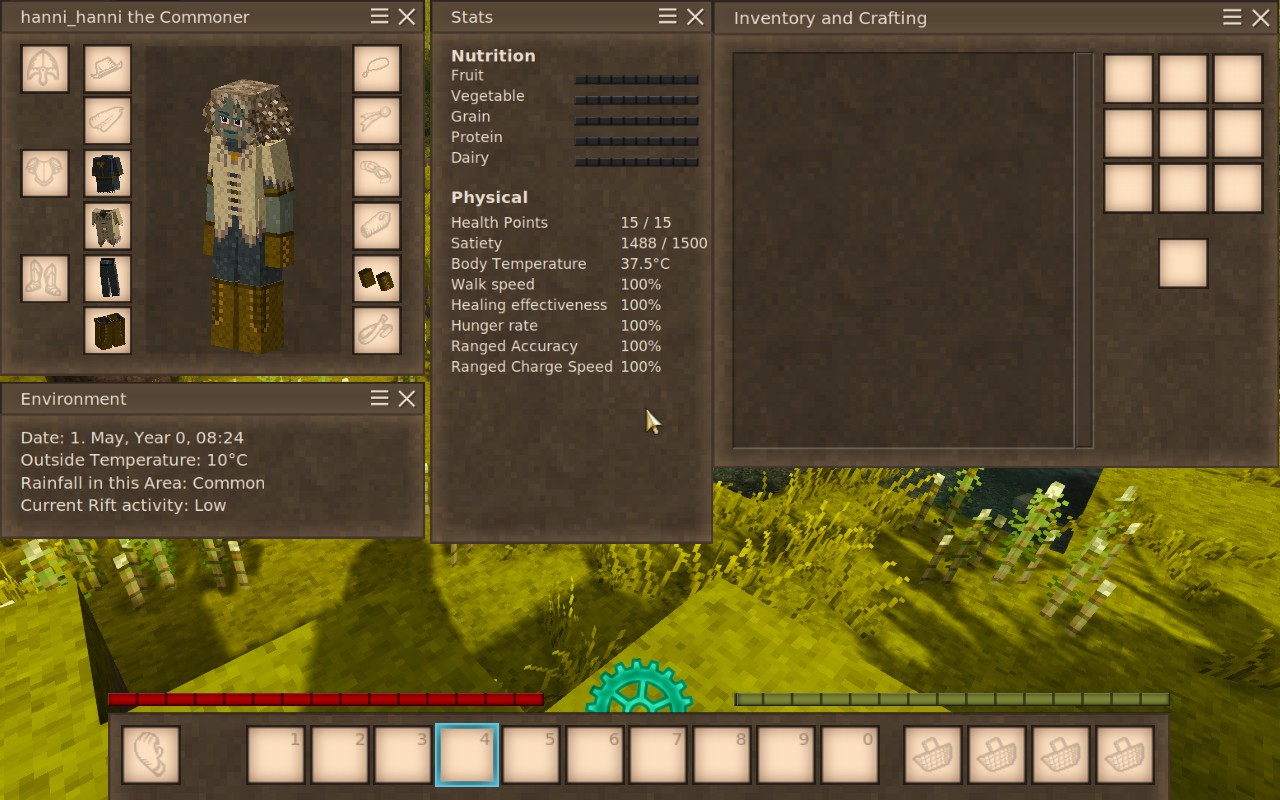 hanni_hanni the Commoner
Stats
Inventory and Crafting
Nutrition
Fruit
Vegetable
Grain
Protein
Dairy
Physical
Health Points 15 / 15
Satiety 1488 / 1500
Body Temperature 37.5°C
Walk speed 100%
Healing effectiveness 100%
Hunger rate 100%
Ranged Accuracy 100%
Ranged Charge Speed 100%
Environment
Date: 1. May, Year 0, 08:24
Outside Temperature: 10°C
Rainfall in this Area: Common
Current Rift activity: Low
1 2 3 4 5 6 7 8 9 0